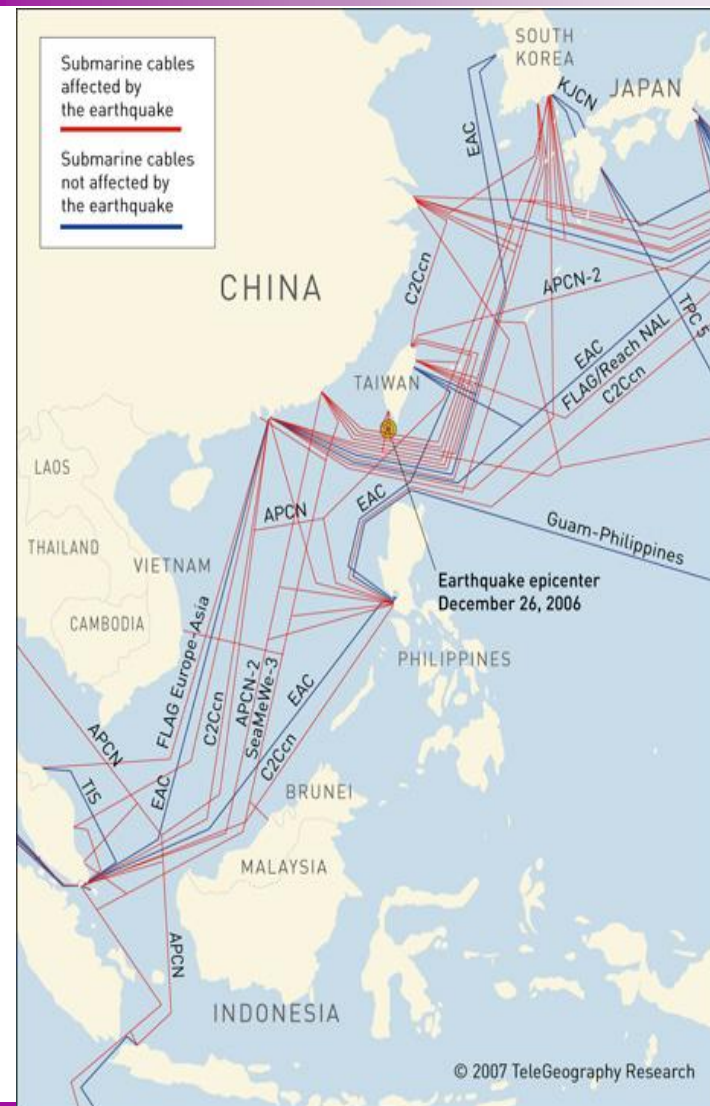 Submarine cables
affected by
the earthquake
Submarine cables
not affected by
the earthquake
SOUTH
KOREA
JAPAN
KJCN
EAC
CHINA
C2Ccn
APCN-2
TPC 5
EAC
FLAG/Reach NAL
C2Ccn
TAIWAN
LAOS
APCN
EAC
Guam-Philippines
THAILAND
VIETNAM
Earthquake epicenter
December 26, 2006
CAMBODIA
PHILIPPINES
FLAG Europe-Asia
C2Ccn
APCN-2
SeaMeWe-3
EAC
C2Ccn
APCN
TIS
EAC
BRUNEI
MALAYSIA
APCN
INDONESIA
© 2007 TeleGeography Research